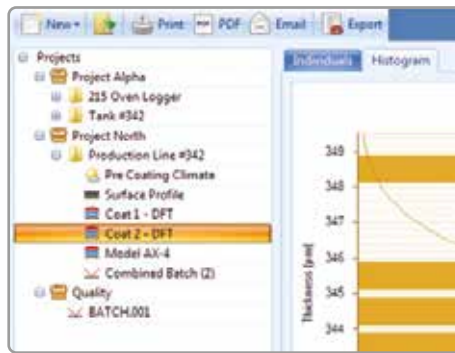 New Print PDF Email Export
Projects
Project Alpha
215 Oven Logger
Tank #342
Project North
Production Line #342
Pre Coating Climate
Surface Profile
Coat 1 - DFT
Coat 2 - DFT
Model AX-4
Combined Batch (2)
Quality
BATCH.001
Individuals Histogram
349
348
347
346
345
344
Thickness [µm]